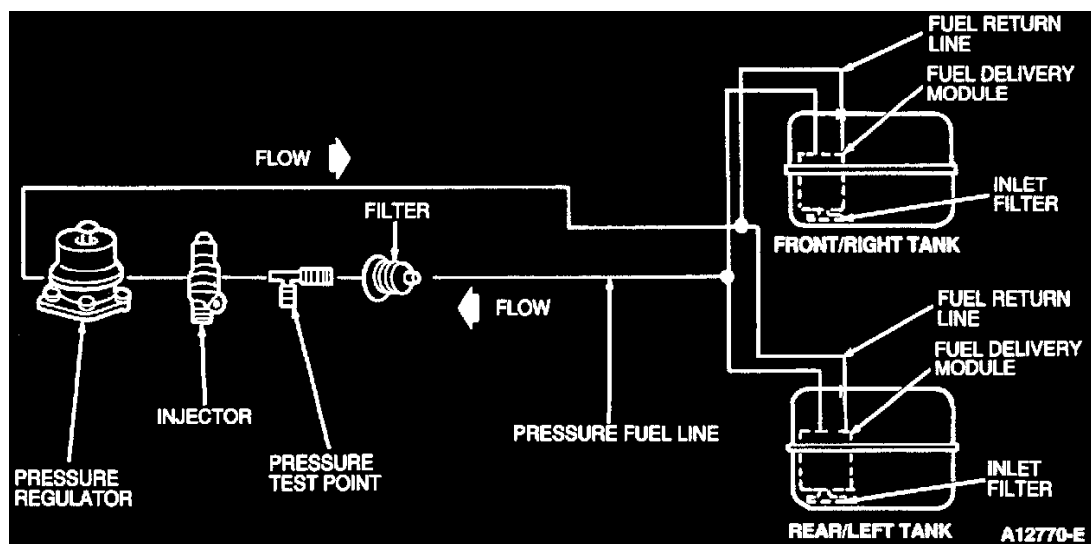 FUEL RETURN
LINE
FUEL DELIVERY
MODULE
FLOW
FILTER
INLET
FILTER
FRONT/RIGHT TANK
FLOW
FUEL RETURN
LINE
FUEL DELIVERY
MODULE
INJECTOR
PRESSURE FUEL LINE
PRESSURE
TEST POINT
PRESSURE
REGULATOR
INLET
FILTER
REAR/LEFT TANK
A12770-E